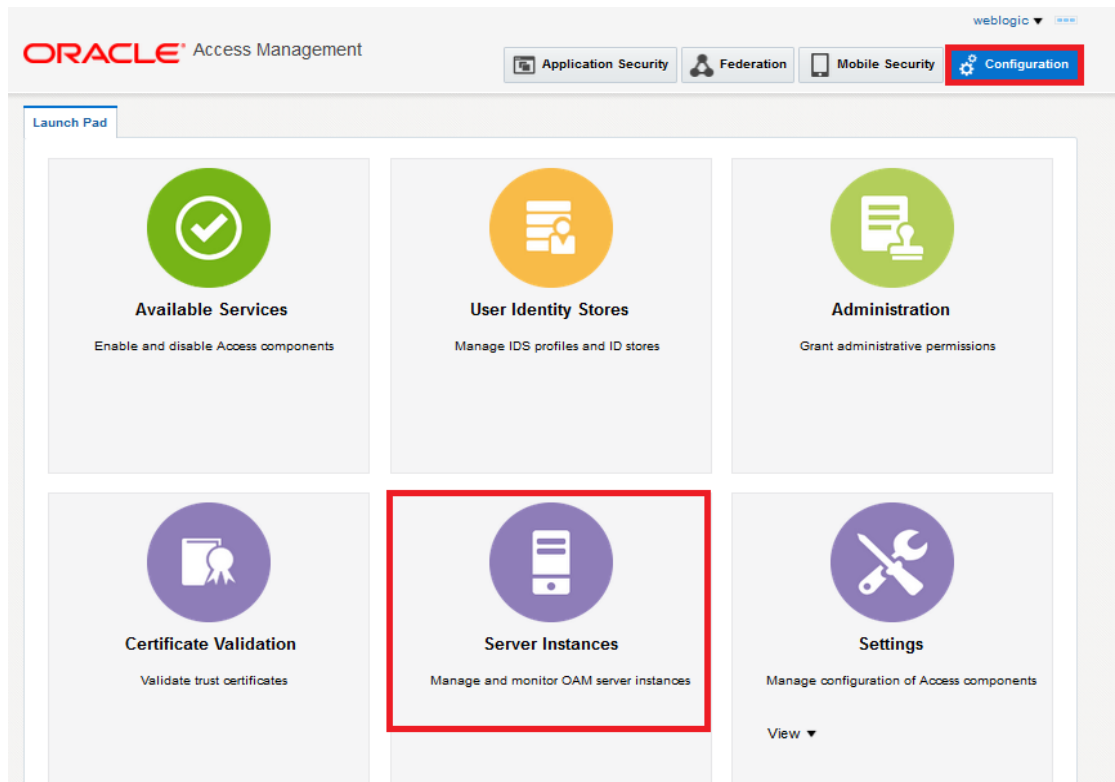 weblogic ▼
ORACLE® Access Management
Application Security
Federation
Mobile Security
Configuration
Launch Pad
Available Services
Enable and disable Access components
User Identity Stores
Manage IDS profiles and ID stores
Administration
Grant administrative permissions
Certificate Validation
Validate trust certificates
Server Instances
Manage and monitor OAM server instances
Settings
Manage configuration of Access components
View ▼